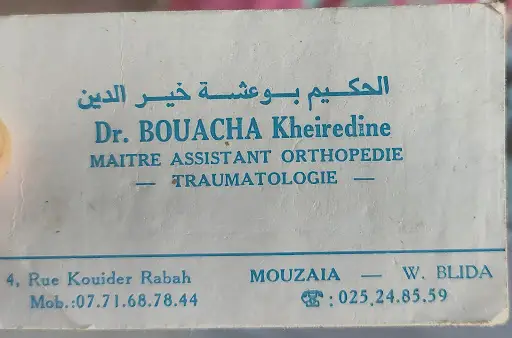 الحكيم بوعشة خير الدين
Dr. BOUACHA Kheiredine
MAITRE ASSISTANT ORTHOPEDIE
— TRAUMATOLOGIE —
4, Rue Kouider Rabah MOUZAIA — W. BLIDA
Mob.:07.71.68.78.44 ☎ : 025.24.85.59